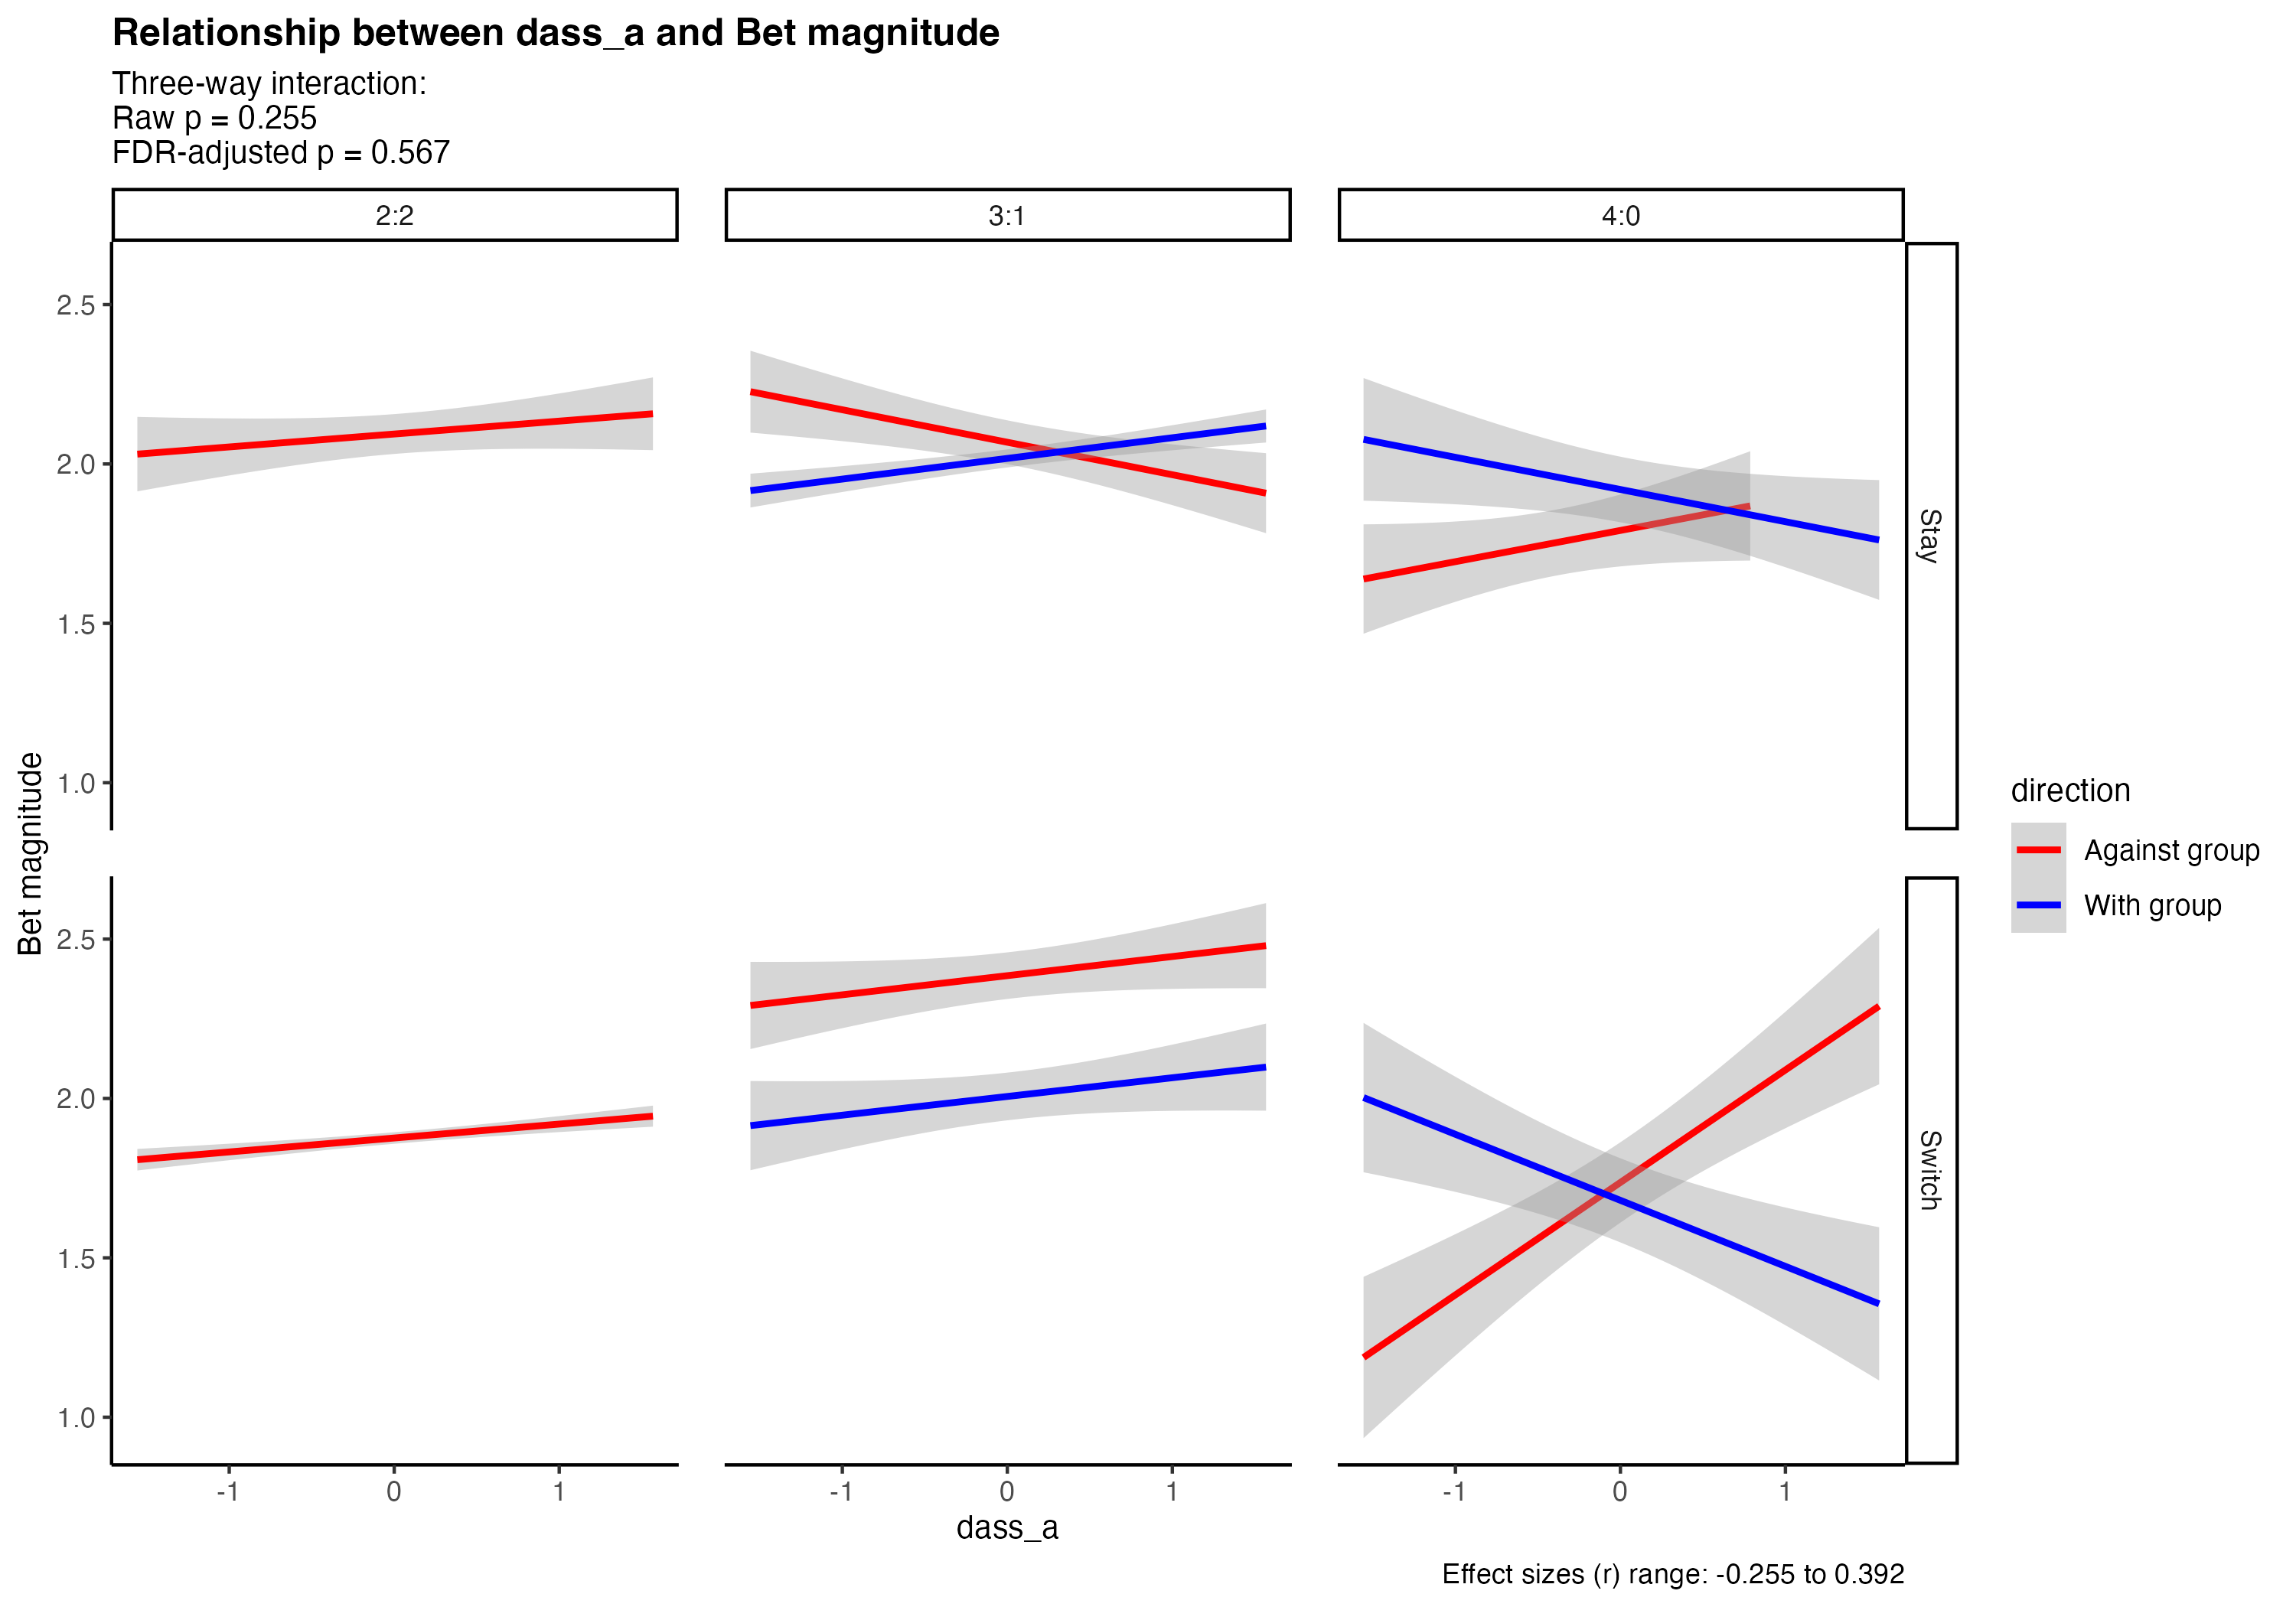 Relationship between dass_a and Bet magnitude
Three-way interaction:
Raw p = 0.255
FDR-adjusted p = 0.567
2:2
3:1
4:0
2.5
2.0
1.5
1.0
Stay
Bet magnitude
2.5
2.0
1.5
1.0
Switch
direction
Against group
With group
-1 0 1
-1 0 1
-1 0 1
dass_a
Effect sizes (r) range: -0.255 to 0.392